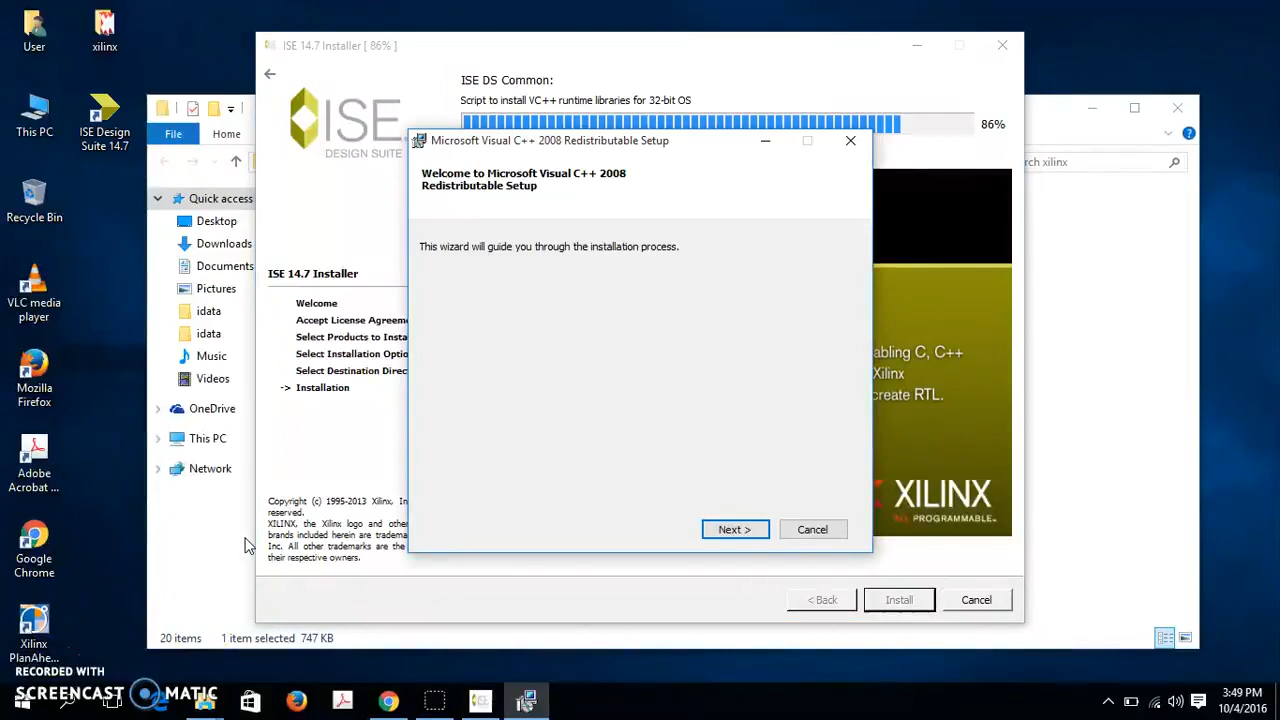 User
xilinx
This PC
ISE Design
Suite 14.7
Recycle Bin
VLC media
player
Mozilla
Firefox
Adobe
Acrobat ...
Google
Chrome
Xilinx
PlanAhe...
File
Home
Quick access
Desktop
Downloads
Documents
Pictures
idata
idata
Music
Videos
OneDrive
This PC
Network
20 items
1 item selected 747 KB
rch xilinx
ISE 14.7 Installer [ 86% ]
ISE
DESIGN SUITE
ISE DS Common:
Script to install VC++ runtime libraries for 32-bit OS
86%
ISE 14.7 Installer
Welcome
Accept License Agreeme
Select Products to Insta
Select Installation Optio
Select Destination Direc
-> Installation
Copyright (c) 1995-2013 Xilinx, In
reserved.
XILINX, the Xilinx logo and other
brands included herein are tradema
Inc. All other trademarks are the
their respective owners.
abling C, C++
Xilinx
create RTL.
XILINX
ALL PROGRAMMABLE™
< Back
Install
Cancel
Microsoft Visual C++ 2008 Redistributable Setup
Welcome to Microsoft Visual C++ 2008
Redistributable Setup
This wizard will guide you through the installation process.
Next >
Cancel
RECORDED WITH
SCREENCAST MATIC
3:49 PM
10/4/2016